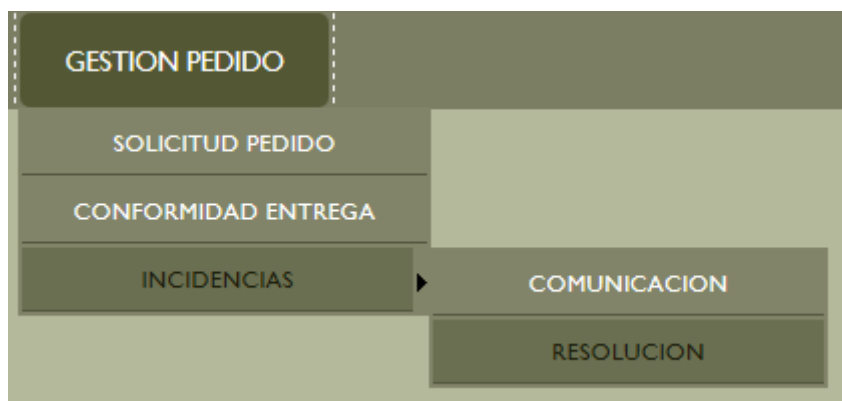 GESTION PEDIDO
SOLICITUD PEDIDO
CONFORMIDAD ENTREGA
INCIDENCIAS
COMUNICACION
RESOLUCION